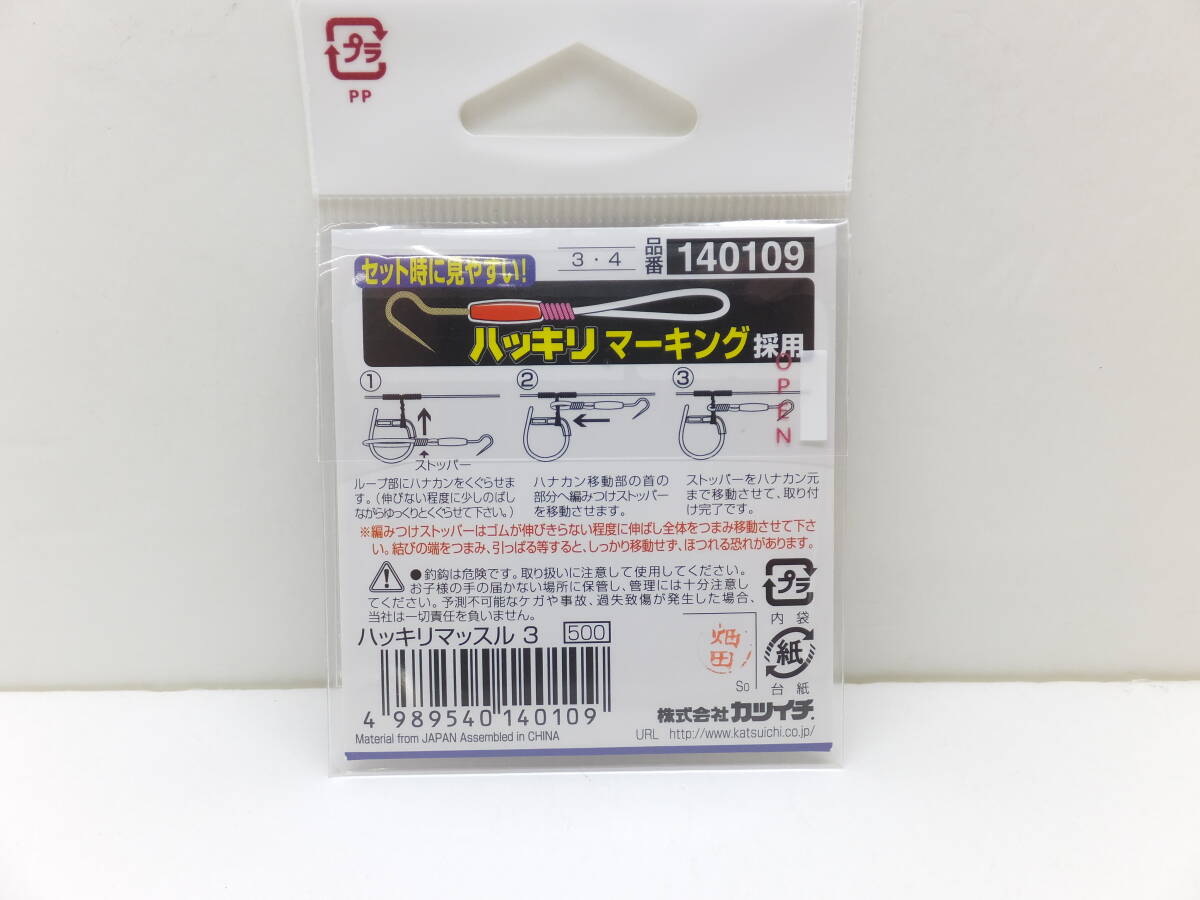 プラ
PP
セット時に見やすい!
3・4
品番
140109
ハッキリ マーキング 採用
OPEN
①
②
③
ストッパー
ループ部にハナカンをくぐらせま
す。(伸びない程度に少しのばし
ながらゆっくりとくぐらせて下さい。)
ハナカン移動部の首の
部分へ編みつけストッパー
を移動させます。
ストッパーをハナカン元
まで移動させて、取り付
け完了です。
※編みつけストッパーはゴムが伸びきらない程度に伸ばし全体をつまみ移動させて下さ
い。結びの端をつまみ、引っぱる等すると、しっかり移動せず、ほつれる恐れがあります。
●釣鈎は危険です。取り扱いに注意して使用してください。
お子様の手の届かない場所に保管し、管理には十分注意し
てください。予測不可能なケガや事故、過失致傷が発生した場合、
当社は一切責任を負いません。
プラ
内袋
紙
台紙
ハッキリマッスル 3
500
畑田
So
4 989540 140109
株式会社カツイチ.
Material from JAPAN Assembled in CHINA
URL http://www.katsuichi.co.jp/